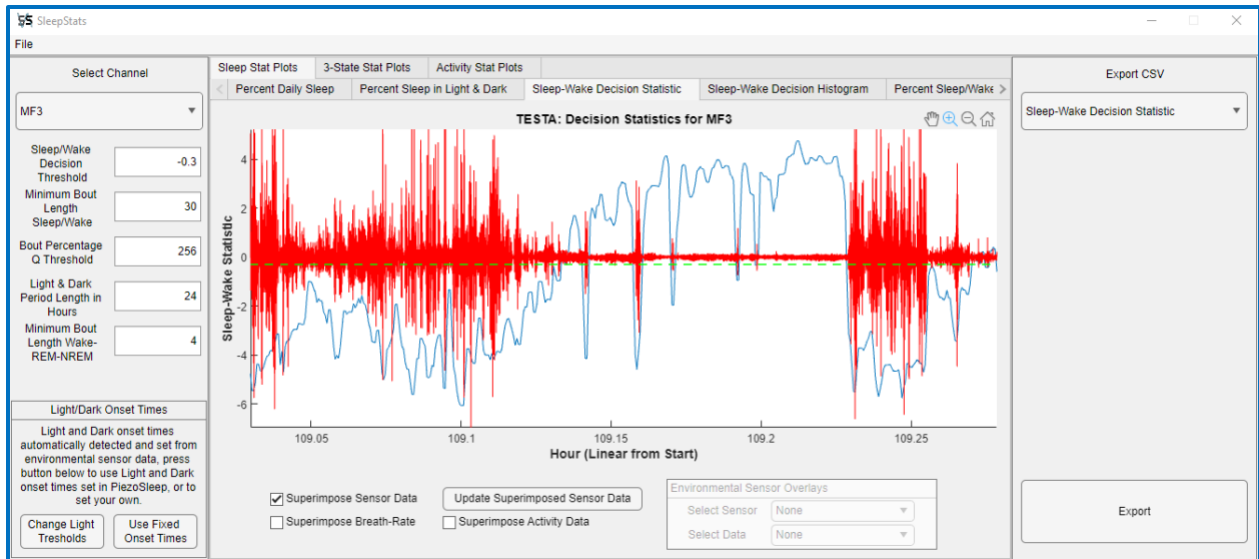 SleepStats
File
Select Channel
MF3
Sleep/Wake
Decision
Threshold
-0.3
Minimum Bout
Length
Sleep/Wake
30
Bout Percentage
Q Threshold
256
Light & Dark
Period Length in
Hours
24
Minimum Bout
Length Wake-
REM-NREM
4
Light/Dark Onset Times
Light and Dark onset times
automatically detected and set from
environmental sensor data, press
button below to use Light and Dark
onset times set in PiezoSleep, or to
set your own.
Change Light
Tresholds
Use Fixed
Onset Times
Sleep Stat Plots 3-State Stat Plots Activity Stat Plots
Percent Daily Sleep Percent Sleep in Light & Dark Sleep-Wake Decision Statistic Sleep-Wake Decision Histogram Percent Sleep/Wake
TESTA: Decision Statistics for MF3
Sleep-Wake Statistic
4
2
0
-2
-4
-6
109.05 109.1 109.15 109.2 109.25
Hour (Linear from Start)
Superimpose Sensor Data Update Superimposed Sensor Data
Superimpose Breath-Rate Superimpose Activity Data
Environmental Sensor Overlays
Select Sensor None
Select Data None
Export CSV
Sleep-Wake Decision Statistic
Export